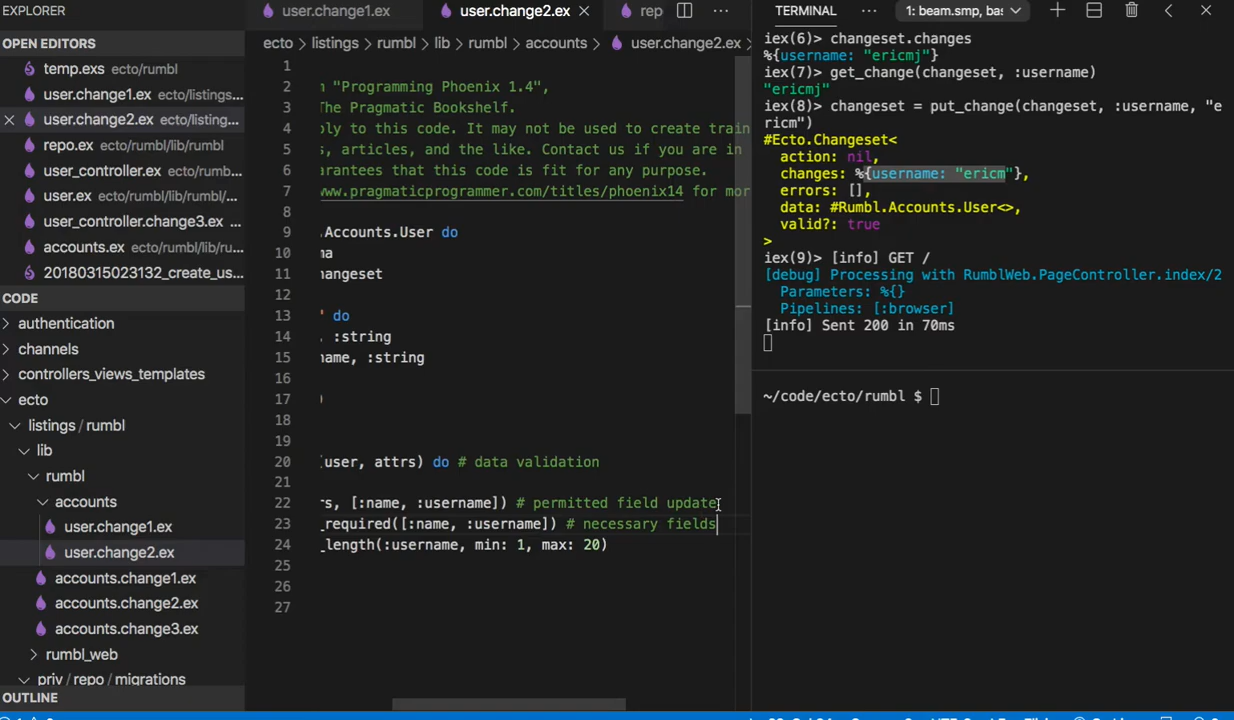 EXPLORER
OPEN EDITORS
temp.exs ecto/rumbl
user.change1.ex ecto/listings...
user.change2.ex ecto/listing...
repo.ex ecto/rumbl/lib/rumbl
user_controller.ex ecto/rumb...
user.ex ecto/rumbl/lib/rumbl/...
user_controller.change3.ex ...
accounts.ex ecto/rumbl/lib/ru...
20180315023132_create_us...
CODE
authentication
channels
controllers_views_templates
ecto
listings / rumbl
lib
rumbl
accounts
user.change1.ex
user.change2.ex
accounts.change1.ex
accounts.change2.ex
accounts.change3.ex
rumbl_web
priv / repo / migrations
OUTLINE
user.change1.ex user.change2.ex rep
ecto > listings > rumbl > lib > rumbl > accounts > user.change2.ex >
1
2 "Programming Phoenix 1.4",
3 The Pragmatic Bookshelf.
4 ply to this code. It may not be used to create train
5 s, articles, and the like. Contact us if you are in
6 arantees that this code is fit for any purpose.
7 www.pragmaticprogrammer.com/titles/phoenix14 for mor
8
9 .Accounts.User do
10 ma
11 hangeset
12
13 " do
14 , :string
15 name, :string
16
17 )
18
19
20 (user, attrs) do # data validation
21
22 rs, [:name, :username]) # permitted field update
23 _required([:name, :username]) # necessary fields
24 _length(:username, min: 1, max: 20)
25
26
27
TERMINAL ... 1: beam.smp, bas
iex(6)> changeset.changes
%{username: "ericmj"}
iex(7)> get_change(changeset, :username)
"ericmj"
iex(8)> changeset = put_change(changeset, :username, "e
ricm")
#Ecto.Changeset<
action: nil,
changes: %{username: "ericm"},
errors: [],
data: #Rumbl.Accounts.User<>,
valid?: true
>
iex(9)> [info] GET /
[debug] Processing with RumblWeb.PageController.index/2
Parameters: %{}
Pipelines: [:browser]
[info] Sent 200 in 70ms
~/code/ecto/rumbl $